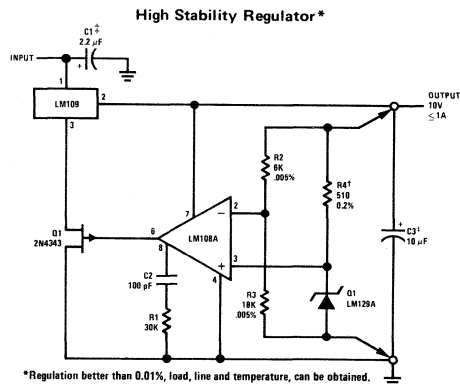 High Stability Regulator*
C1‡
2.2 µF
INPUT
+
1
LM109
2
3
OUTPUT
10V
≤1A
R2
6K
.005%
R4†
510
0.2%
7
2
−
C3‡
10 µF
+
Q1
2N4343
6
LM108A
8
3
+
4
C2
100 pF
R3
18K
.005%
Q1
LM129A
R1
30K
*Regulation better than 0.01%, load, line and temperature, can be obtained.